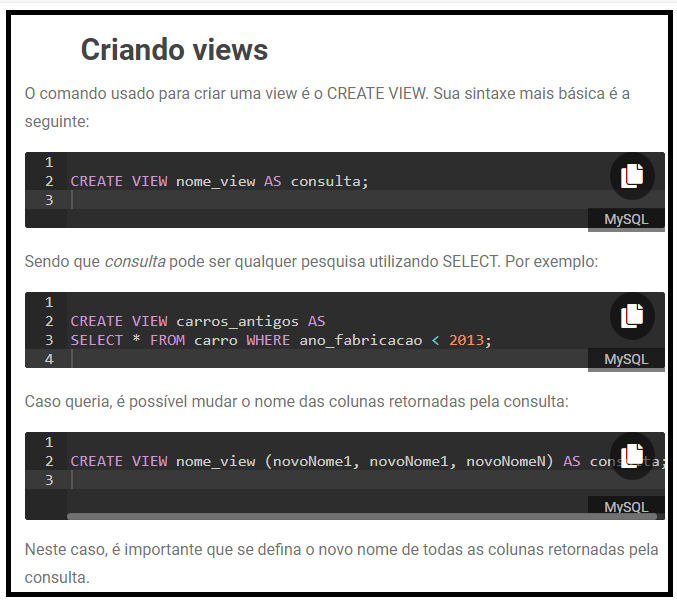 Criando views
O comando usado para criar uma view é o CREATE VIEW. Sua sintaxe mais básica é a
seguinte:
1
2 CREATE VIEW nome_view AS consulta;
3
MySQL
Sendo que consulta pode ser qualquer pesquisa utilizando SELECT. Por exemplo:
1
2 CREATE VIEW carros_antigos AS
3 SELECT * FROM carro WHERE ano_fabricacao < 2013;
4
MySQL
Caso queria, é possível mudar o nome das colunas retornadas pela consulta:
1
2 CREATE VIEW nome_view (novoNome1, novoNome1, novoNomeN) AS consulta;
3
MySQL
Neste caso, é importante que se defina o novo nome de todas as colunas retornadas pela
consulta.